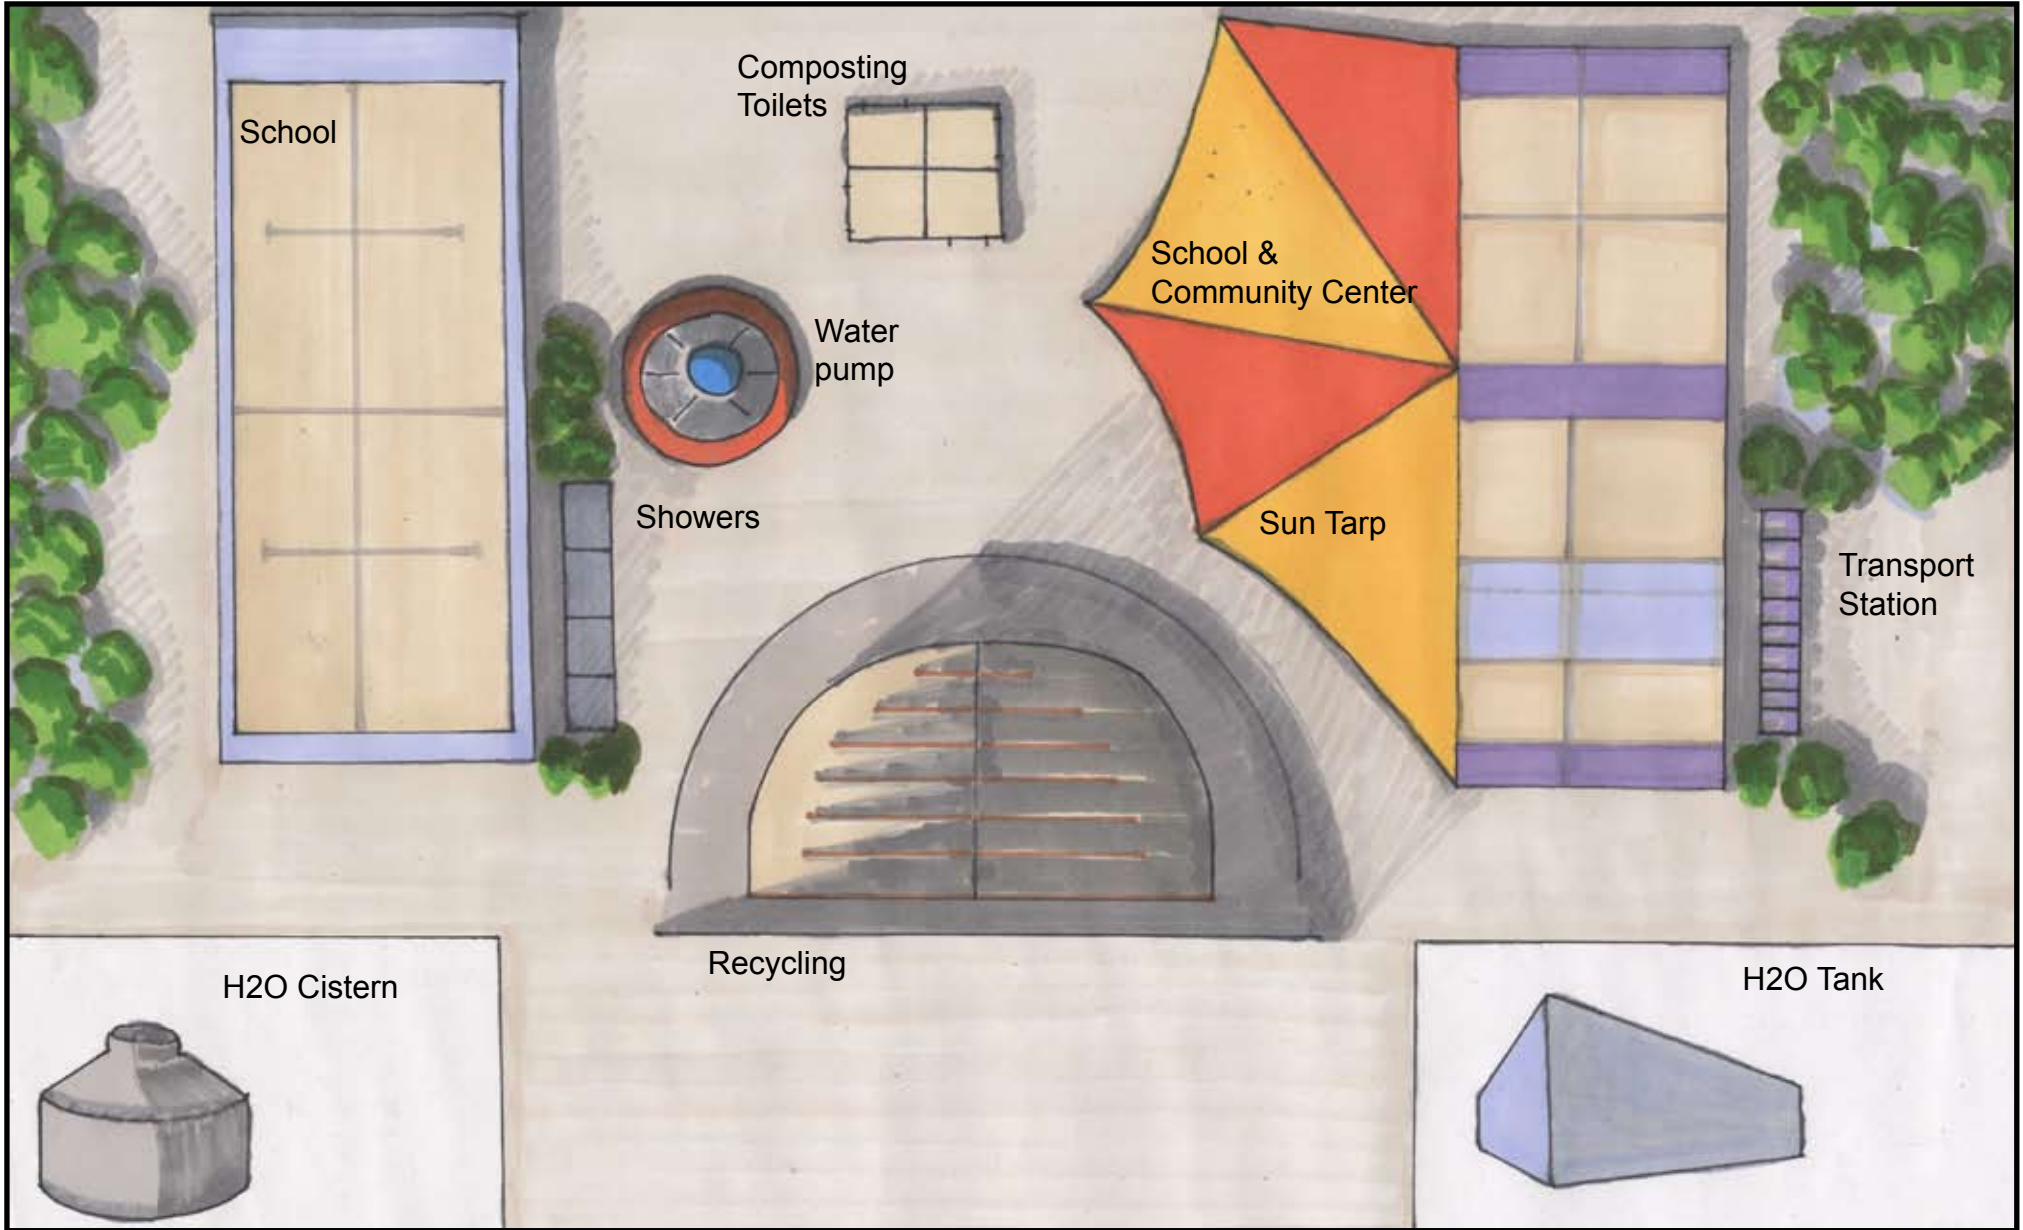 Composting
Toilets
School
School &
Community Center
Water
pump
Showers
Sun Tarp
Transport
Station
Recycling
H2O Cistern
H2O Tank